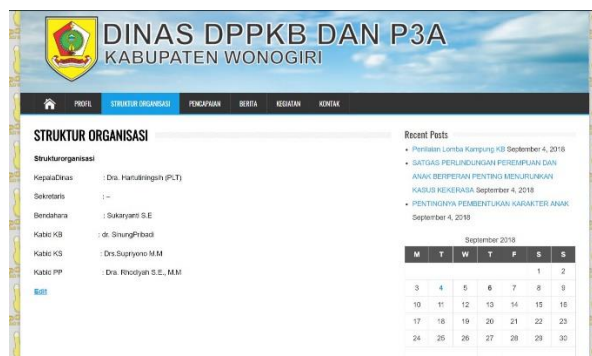 DINAS DPPKB DAN P3A
KABUPATEN WONOGIRI
PROFIL STRUKTUR ORGANISASI PENCAPAIAN BERITA KEGIATAN KONTAK
STRUKTUR ORGANISASI
Strukturorganisasi
KepalaDinas : Dra. Hartutiningsih (PLT)
Sekretaris : –
Bendahara : Sukaryanti S.E
Kabid KB : dr. SinungPribadi
Kabid KS : Drs.Supriyono M.M
Kabid PP : Dra. Rhodiyah S.E., M.M
Edit
Recent Posts
Penilaian Lomba Kampung KB September 4, 2018
SATGAS PERLINDUNGAN PEREMPUAN DAN
ANAK BERPERAN PENTING MENURUNKAN
KASUS KEKERASA September 4, 2018
PENTINGNYA PEMBENTUKAN KARAKTER ANAK
September 4, 2018
September 2018
M T W T F S S
1 2
3 4 5 6 7 8 9
10 11 12 13 14 15 16
17 18 19 20 21 22 23
24 25 26 27 28 29 30